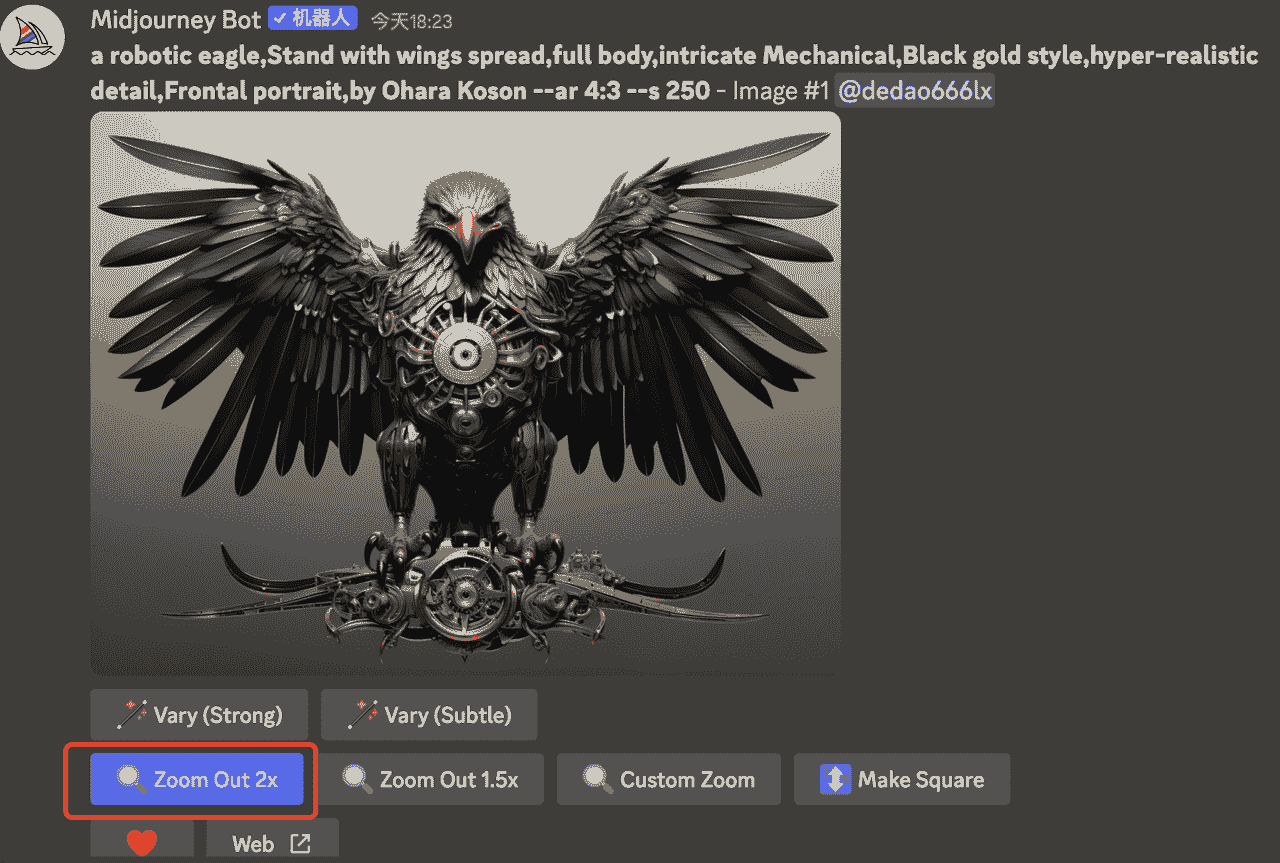 Midjourney Bot ✓ 机器人 今天18:23
a robotic eagle,Stand with wings spread,full body,intricate Mechanical,Black gold style,hyper-realistic
detail,Frontal portrait,by Ohara Koson --ar 4:3 --s 250 - Image #1 @dedao666lx
Vary (Strong) Vary (Subtle)
Zoom Out 2x Zoom Out 1.5x Custom Zoom Make Square
Web